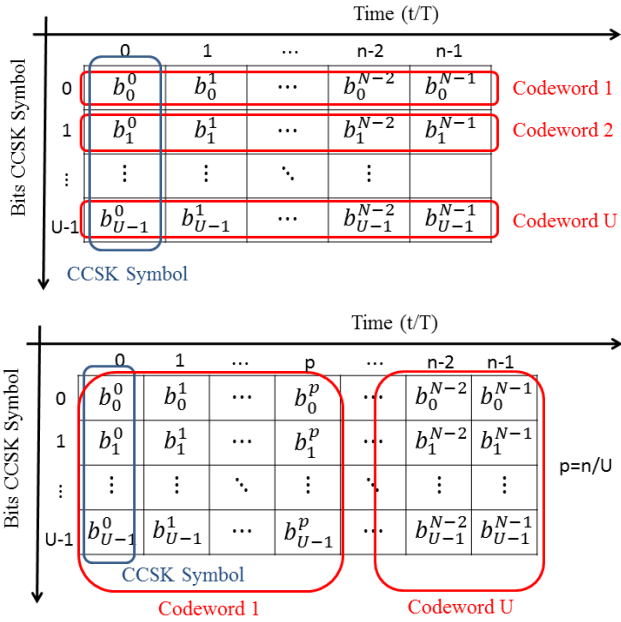 Time (t/T)
0 1 ... n-2 n-1
Bits CCSK Symbol
0 b_0^0 b_0^1 ⋯ b_0^{N-2} b_0^{N-1} Codeword 1
1 b_1^0 b_1^1 ⋯ b_1^{N-2} b_1^{N-1} Codeword 2
⋮ ⋮ ⋮ ⋱ ⋮
U-1 b_{U-1}^0 b_{U-1}^1 ⋯ b_{U-1}^{N-2} b_{U-1}^{N-1} Codeword U
CCSK Symbol
Time (t/T)
0 1 ... p ... n-2 n-1
Bits CCSK Symbol
0 b_0^0 b_0^1 ⋯ b_0^p ⋯ b_0^{N-2} b_0^{N-1}
1 b_1^0 b_1^1 ⋯ b_1^p ⋯ b_1^{N-2} b_1^{N-1}
⋮ ⋮ ⋮ ⋱ ⋮ ⋱ ⋮ ⋮
p=n/U
U-1 b_{U-1}^0 b_{U-1}^1 ⋯ b_{U-1}^p ⋯ b_{U-1}^{N-2} b_{U-1}^{N-1}
CCSK Symbol
Codeword 1 Codeword U